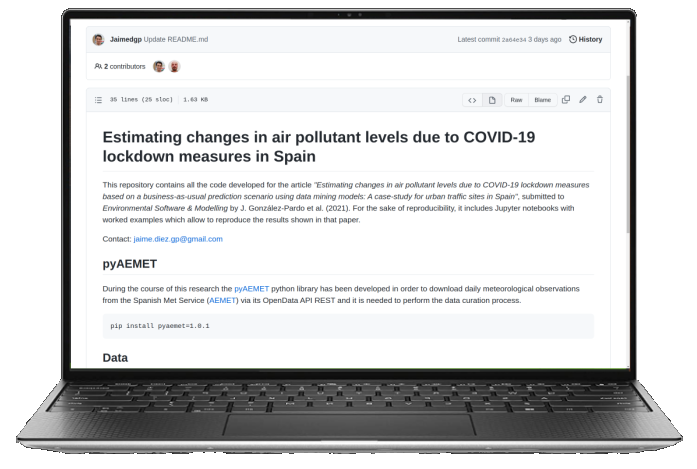 Jaimedgp Update README.md Latest commit 2a64e34 3 days ago History
2 contributors
35 lines (25 sloc) 1.63 KB <> Raw Blame
Estimating changes in air pollutant levels due to COVID-19
lockdown measures in Spain
This repository contains all the code developed for the article "Estimating changes in air pollutant levels due to COVID-19 lockdown measures
based on a business-as-usual prediction scenario using data mining models: A case-study for urban traffic sites in Spain", submitted to
Environmental Software & Modelling by J. González-Pardo et al. (2021). For the sake of reproducibility, it includes Jupyter notebooks with
worked examples which allow to reproduce the results shown in that paper.
Contact: jaime.diez.gp@gmail.com
pyAEMET
During the course of this research the pyAEMET python library has been developed in order to download daily meteorological observations
from the Spanish Met Service (AEMET) via its OpenData API REST and it is needed to perform the data curation process.
pip install pyaemet=1.0.1
Data